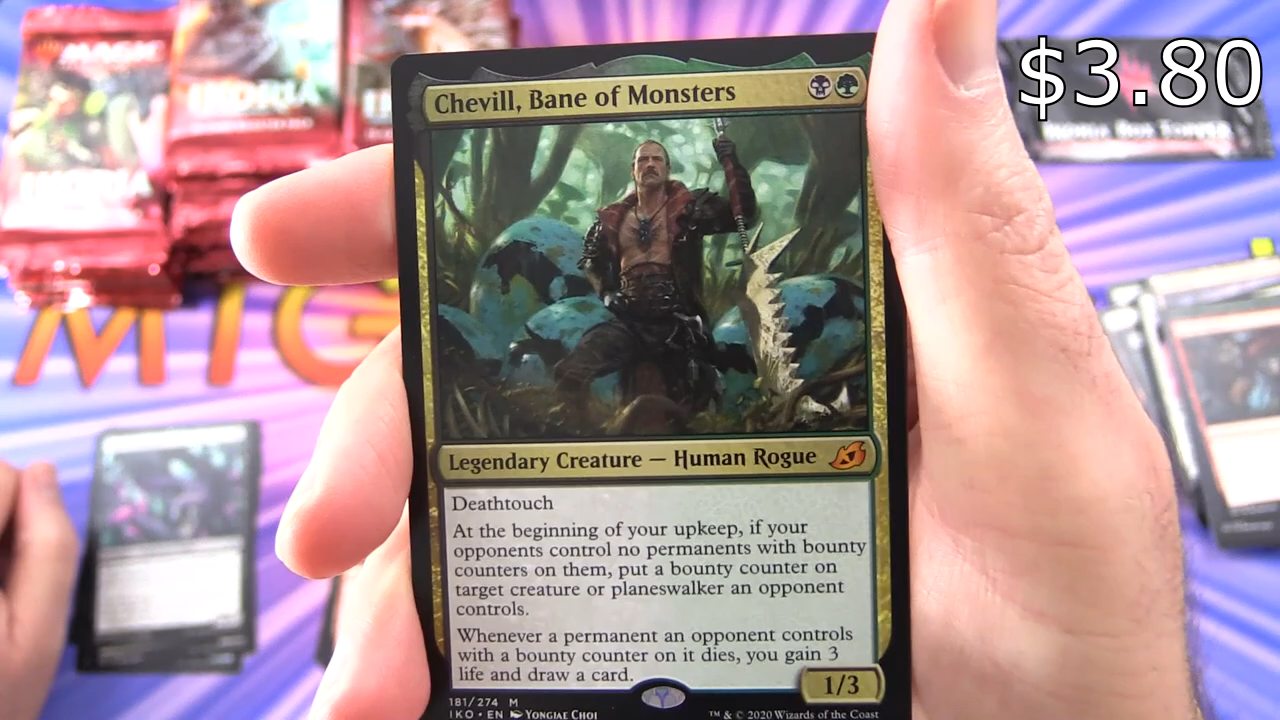 $3.80
MAGIC
IKORIA
IKORIA
MTG
Chevill, Bane of Monsters
Legendary Creature — Human Rogue
Deathtouch
At the beginning of your upkeep, if your
opponents control no permanents with bounty
counters on them, put a bounty counter on
target creature or planeswalker an opponent
controls.
Whenever a permanent an opponent controls
with a bounty counter on it dies, you gain 3
life and draw a card.
1/3
181/274 M
IKO • EN Yongjae Choi
™ & © 2020 Wizards of the Coast